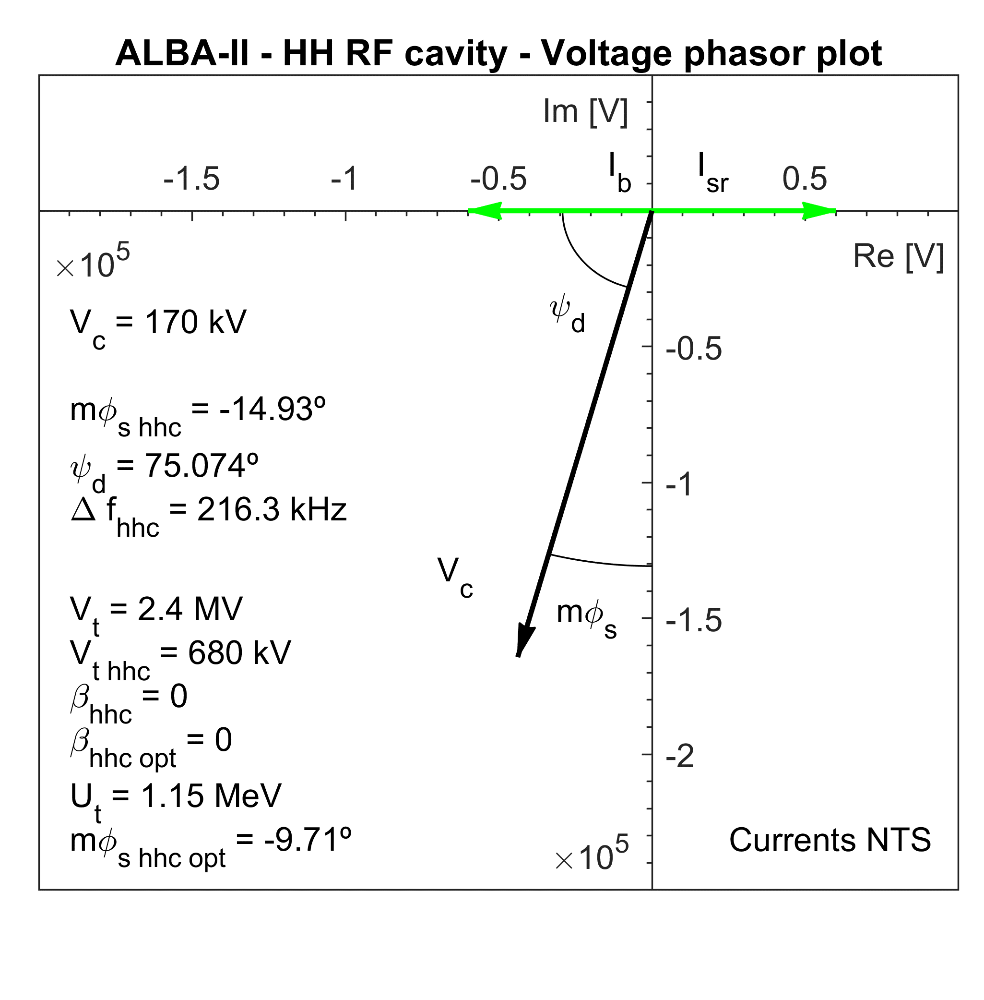 ALBA-II - HH RF cavity - Voltage phasor plot
Im [V]
I_b I_sr
-1.5 -1 -0.5 0.5
×10^5
Re [V]
V_c = 170 kV
ψ_d
-0.5
mϕ_s hhc = -14.93º
ψ_d = 75.074º
-1
Δ f_hhc = 216.3 kHz
V_c
V_t = 2.4 MV
mϕ_s
-1.5
V_t hhc = 680 kV
β_hhc = 0
β_hhc opt = 0
-2
U_t = 1.15 MeV
mϕ_s hhc opt = -9.71º
×10^5
Currents NTS